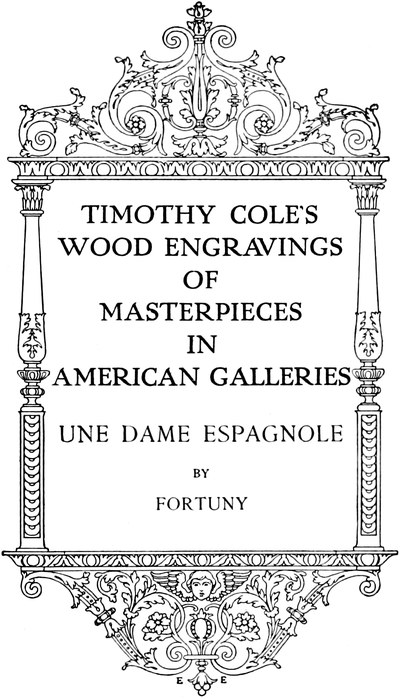 TIMOTHY COLE'S
WOOD ENGRAVINGS
OF
MASTERPIECES
IN
AMERICAN GALLERIES
UNE DAME ESPAGNOLE
BY
FORTUNY
E E